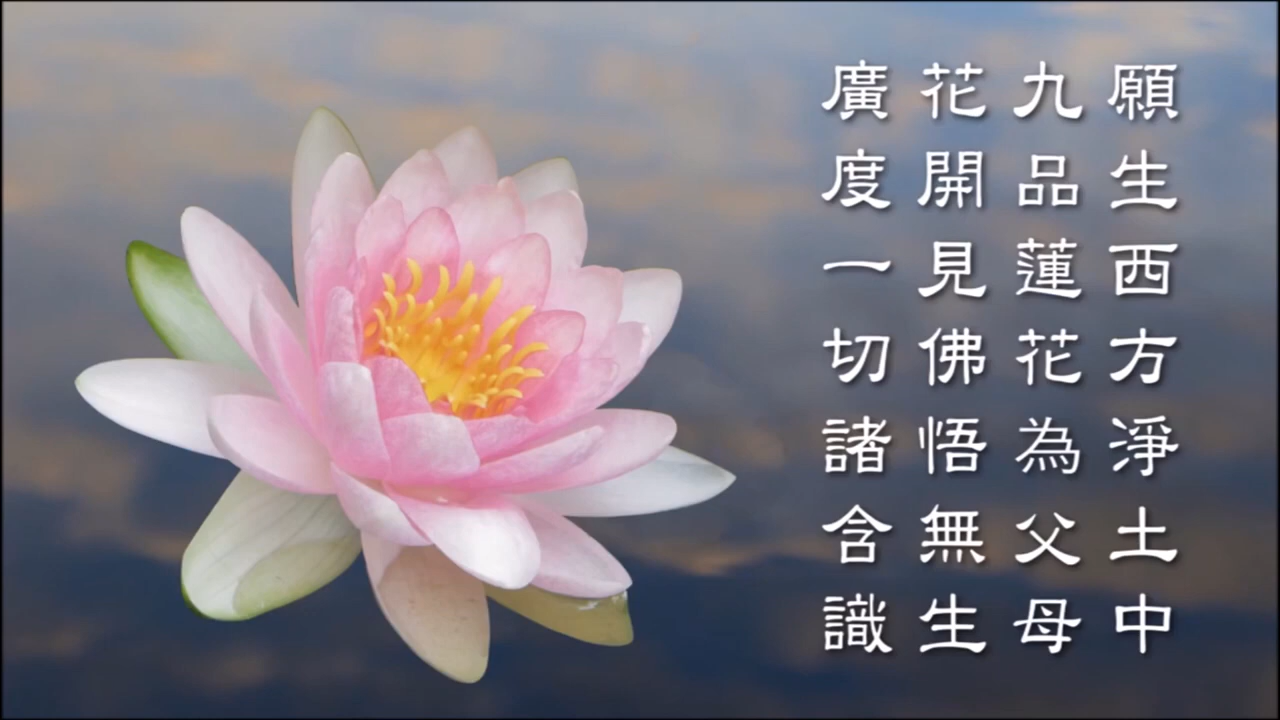 願生西方淨土中
九品蓮花為父母
花開見佛悟無生
廣度一切諸含識